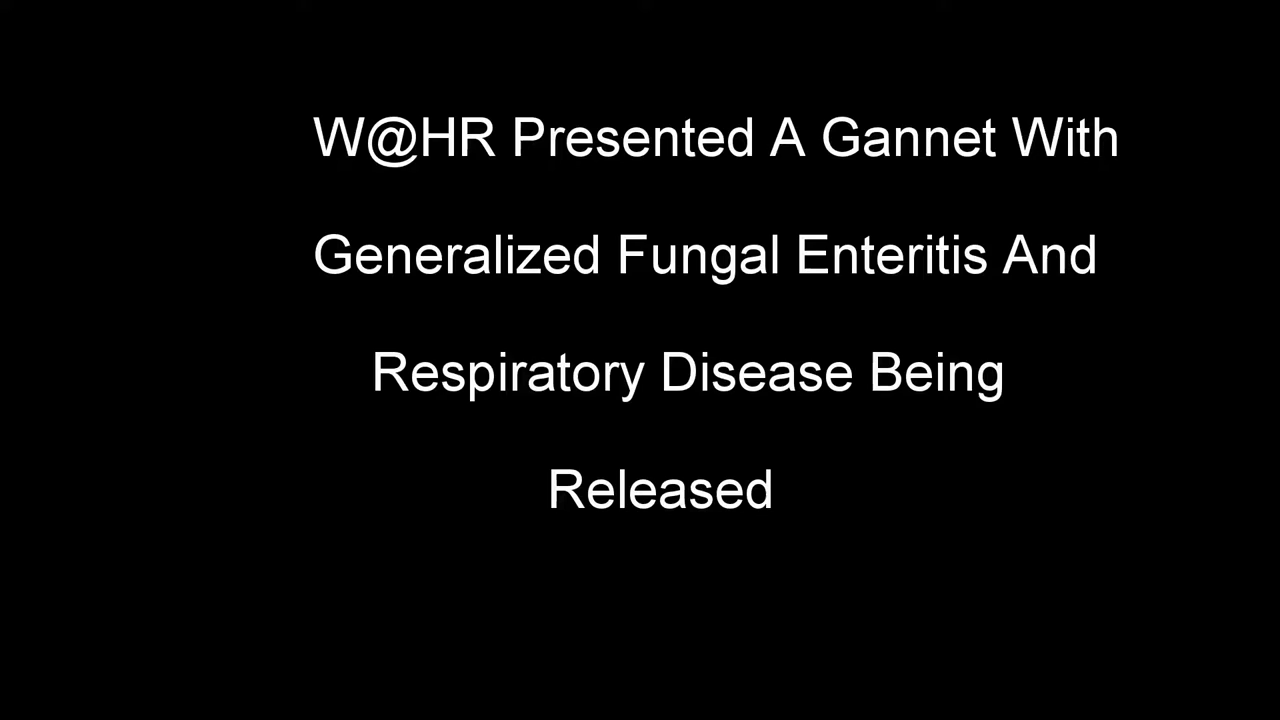 W@HR Presented A Gannet With
Generalized Fungal Enteritis And
Respiratory Disease Being
Released